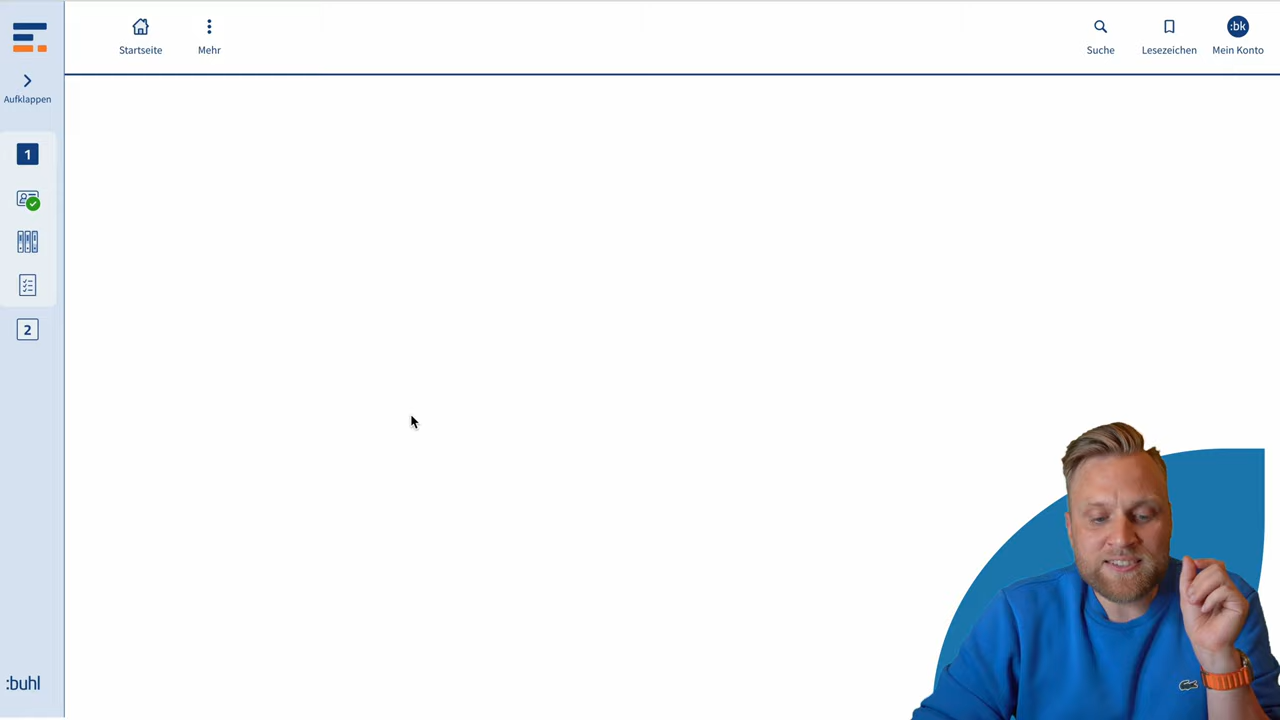 Startseite
Mehr
Suche
:bk
Lesezeichen
Mein Konto
Aufklappen
1
2
:buhl